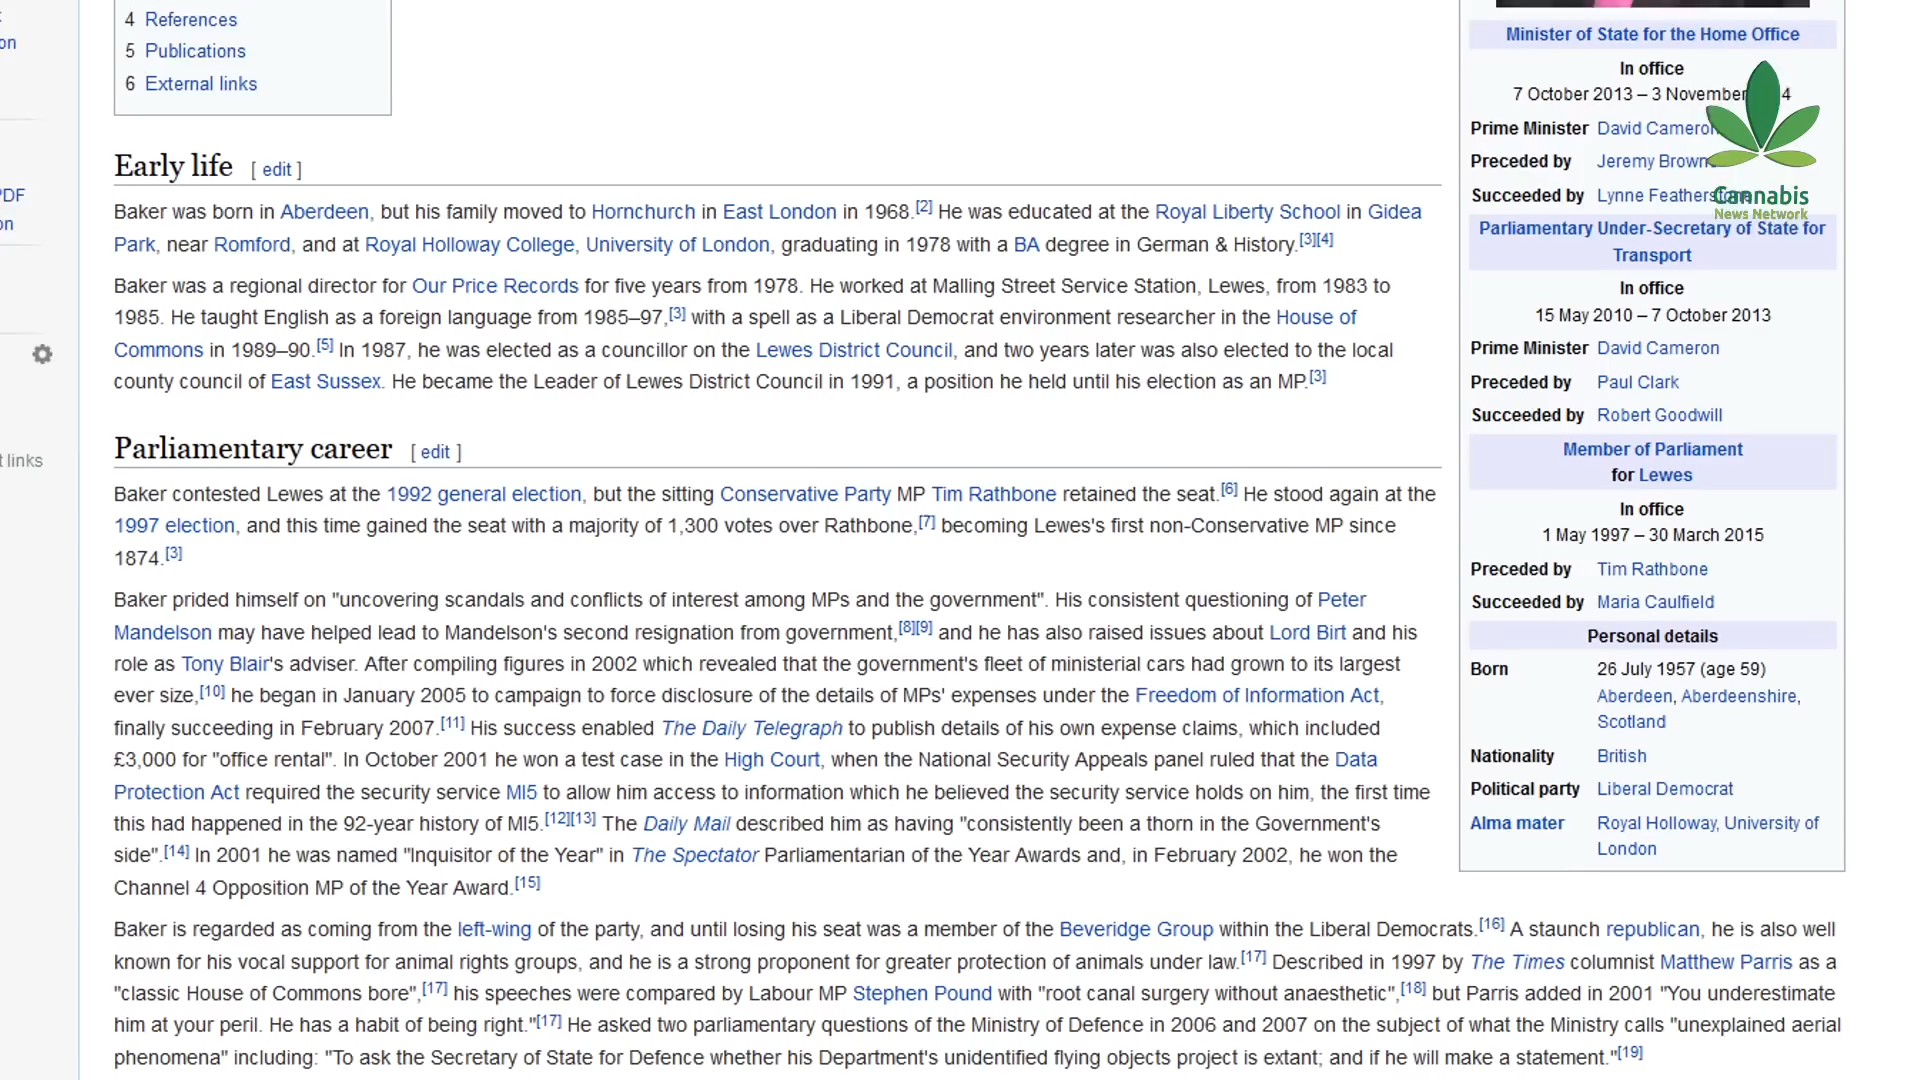 on
PDF
on
t links
4 References
5 Publications
6 External links
Early life [ edit ]
Baker was born in Aberdeen, but his family moved to Hornchurch in East London in 1968.[2] He was educated at the Royal Liberty School in Gidea
Park, near Romford, and at Royal Holloway College, University of London, graduating in 1978 with a BA degree in German & History.[3][4]
Baker was a regional director for Our Price Records for five years from 1978. He worked at Malling Street Service Station, Lewes, from 1983 to
1985. He taught English as a foreign language from 1985–97,[3] with a spell as a Liberal Democrat environment researcher in the House of
Commons in 1989–90.[5] In 1987, he was elected as a councillor on the Lewes District Council, and two years later was also elected to the local
county council of East Sussex. He became the Leader of Lewes District Council in 1991, a position he held until his election as an MP.[3]
Parliamentary career [ edit ]
Baker contested Lewes at the 1992 general election, but the sitting Conservative Party MP Tim Rathbone retained the seat.[6] He stood again at the
1997 election, and this time gained the seat with a majority of 1,300 votes over Rathbone,[7] becoming Lewes's first non-Conservative MP since
1874.[3]
Baker prided himself on "uncovering scandals and conflicts of interest among MPs and the government". His consistent questioning of Peter
Mandelson may have helped lead to Mandelson's second resignation from government,[8][9] and he has also raised issues about Lord Birt and his
role as Tony Blair's adviser. After compiling figures in 2002 which revealed that the government's fleet of ministerial cars had grown to its largest
ever size,[10] he began in January 2005 to campaign to force disclosure of the details of MPs' expenses under the Freedom of Information Act,
finally succeeding in February 2007.[11] His success enabled The Daily Telegraph to publish details of his own expense claims, which included
£3,000 for "office rental". In October 2001 he won a test case in the High Court, when the National Security Appeals panel ruled that the Data
Protection Act required the security service MI5 to allow him access to information which he believed the security service holds on him, the first time
this had happened in the 92-year history of MI5.[12][13] The Daily Mail described him as having "consistently been a thorn in the Government's
side".[14] In 2001 he was named "Inquisitor of the Year" in The Spectator Parliamentarian of the Year Awards and, in February 2002, he won the
Channel 4 Opposition MP of the Year Award.[15]
Baker is regarded as coming from the left-wing of the party, and until losing his seat was a member of the Beveridge Group within the Liberal Democrats.[16] A staunch republican, he is also well
known for his vocal support for animal rights groups, and he is a strong proponent for greater protection of animals under law.[17] Described in 1997 by The Times columnist Matthew Parris as a
"classic House of Commons bore",[17] his speeches were compared by Labour MP Stephen Pound with "root canal surgery without anaesthetic",[18] but Parris added in 2001 "You underestimate
him at your peril. He has a habit of being right."[17] He asked two parliamentary questions of the Ministry of Defence in 2006 and 2007 on the subject of what the Ministry calls "unexplained aerial
phenomena" including: "To ask the Secretary of State for Defence whether his Department's unidentified flying objects project is extant; and if he will make a statement."[19]
Minister of State for the Home Office
In office
7 October 2013 – 3 November 4
Prime Minister David Cameron
Preceded by Jeremy Browne
Succeeded by Lynne Featherstone
Cannabis
News Network
Parliamentary Under-Secretary of State for
Transport
In office
15 May 2010 – 7 October 2013
Prime Minister David Cameron
Preceded by Paul Clark
Succeeded by Robert Goodwill
Member of Parliament
for Lewes
In office
1 May 1997 – 30 March 2015
Preceded by Tim Rathbone
Succeeded by Maria Caulfield
Personal details
Born 26 July 1957 (age 59)
Aberdeen, Aberdeenshire,
Scotland
Nationality British
Political party Liberal Democrat
Alma mater Royal Holloway, University of
London